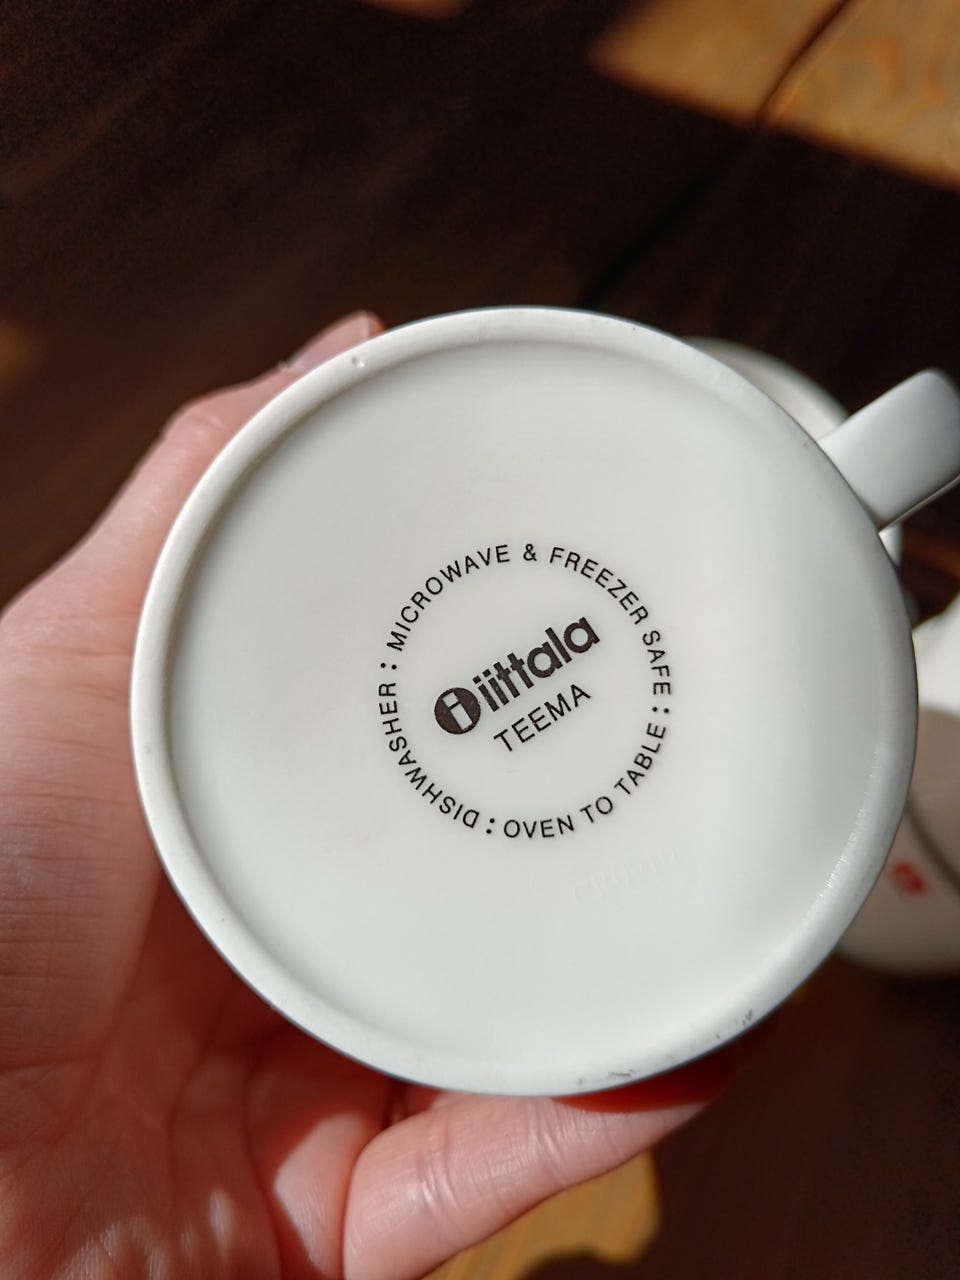 MICROWAVE & FREEZER SAFE : OVEN TO TABLE : DISHWASHER :
i iittala
TEEMA